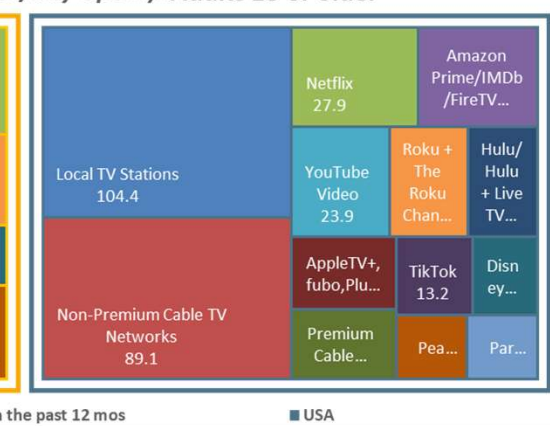 Local TV Stations
104.4
Non-Premium Cable TV
Networks
89.1
Netflix
27.9
Amazon
Prime/IMDb
/FireTV...
YouTube
Video
23.9
Roku +
The
Roku
Chan...
Hulu/
Hulu
+ Live
TV...
AppleTV+,
fubo,Plu...
TikTok
13.2
Disn
ey...
Premium
Cable...
Pea...
Par...
the past 12 mos
USA